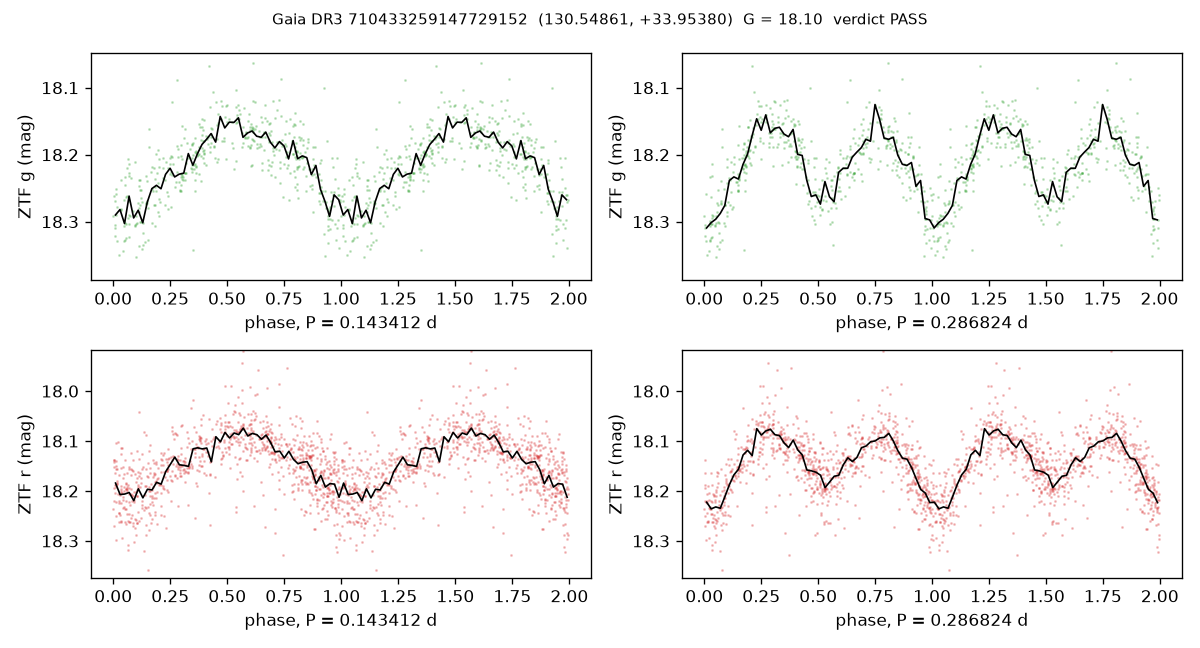 Gaia DR3 710433259147729152 (130.54861, +33.95380) G = 18.10 verdict PASS
ZTF g (mag)
18.1
18.2
18.3
0.00 0.25 0.50 0.75 1.00 1.25 1.50 1.75 2.00
phase, P = 0.143412 d
ZTF g (mag)
18.1
18.2
18.3
0.00 0.25 0.50 0.75 1.00 1.25 1.50 1.75 2.00
phase, P = 0.286824 d
ZTF r (mag)
18.0
18.1
18.2
18.3
0.00 0.25 0.50 0.75 1.00 1.25 1.50 1.75 2.00
phase, P = 0.143412 d
ZTF r (mag)
18.0
18.1
18.2
18.3
0.00 0.25 0.50 0.75 1.00 1.25 1.50 1.75 2.00
phase, P = 0.286824 d